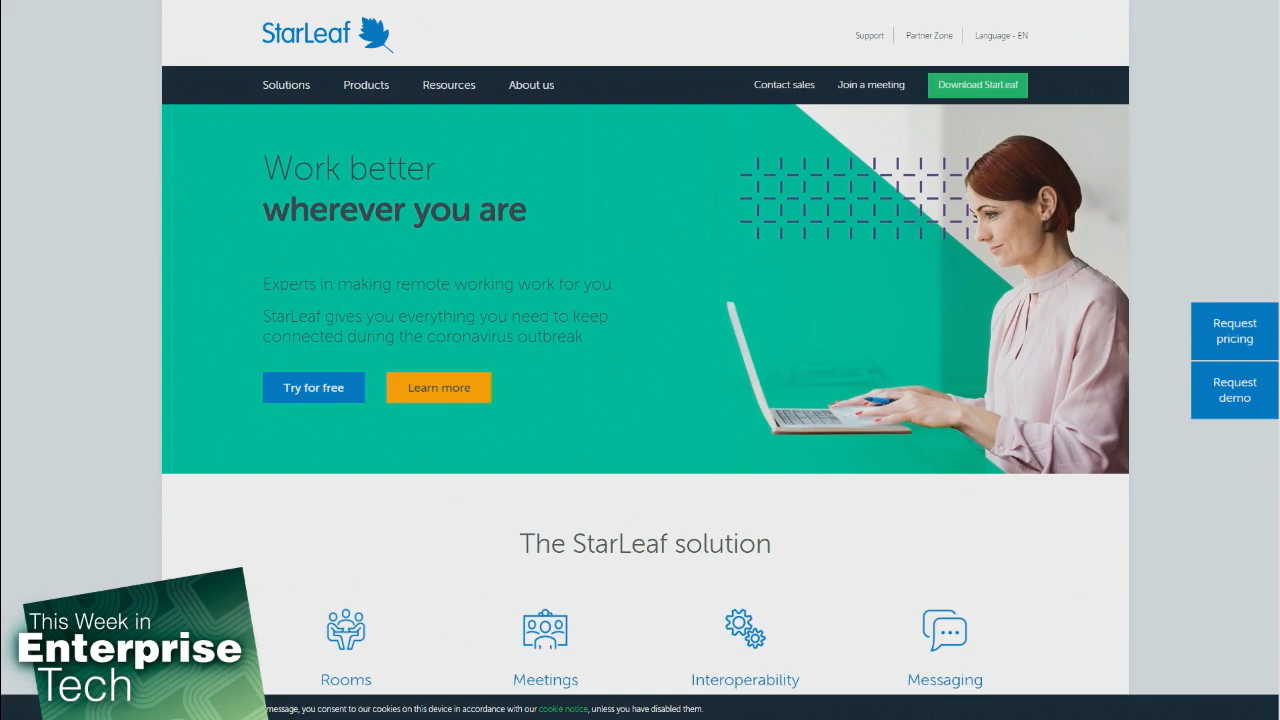 StarLeaf
Support
Partner Zone
Language - EN
Solutions
Products
Resources
About us
Contact sales
Join a meeting
Download StarLeaf
Work better
wherever you are
Experts in making remote working work for you.
StarLeaf gives you everything you need to keep
connected during the coronavirus outbreak.
Try for free
Learn more
Request
pricing
Request
demo
The StarLeaf solution
Rooms
Meetings
Interoperability
Messaging
This Week in
Enterprise
Tech
message, you consent to our cookies on this device in accordance with our cookie notice, unless you have disabled them.